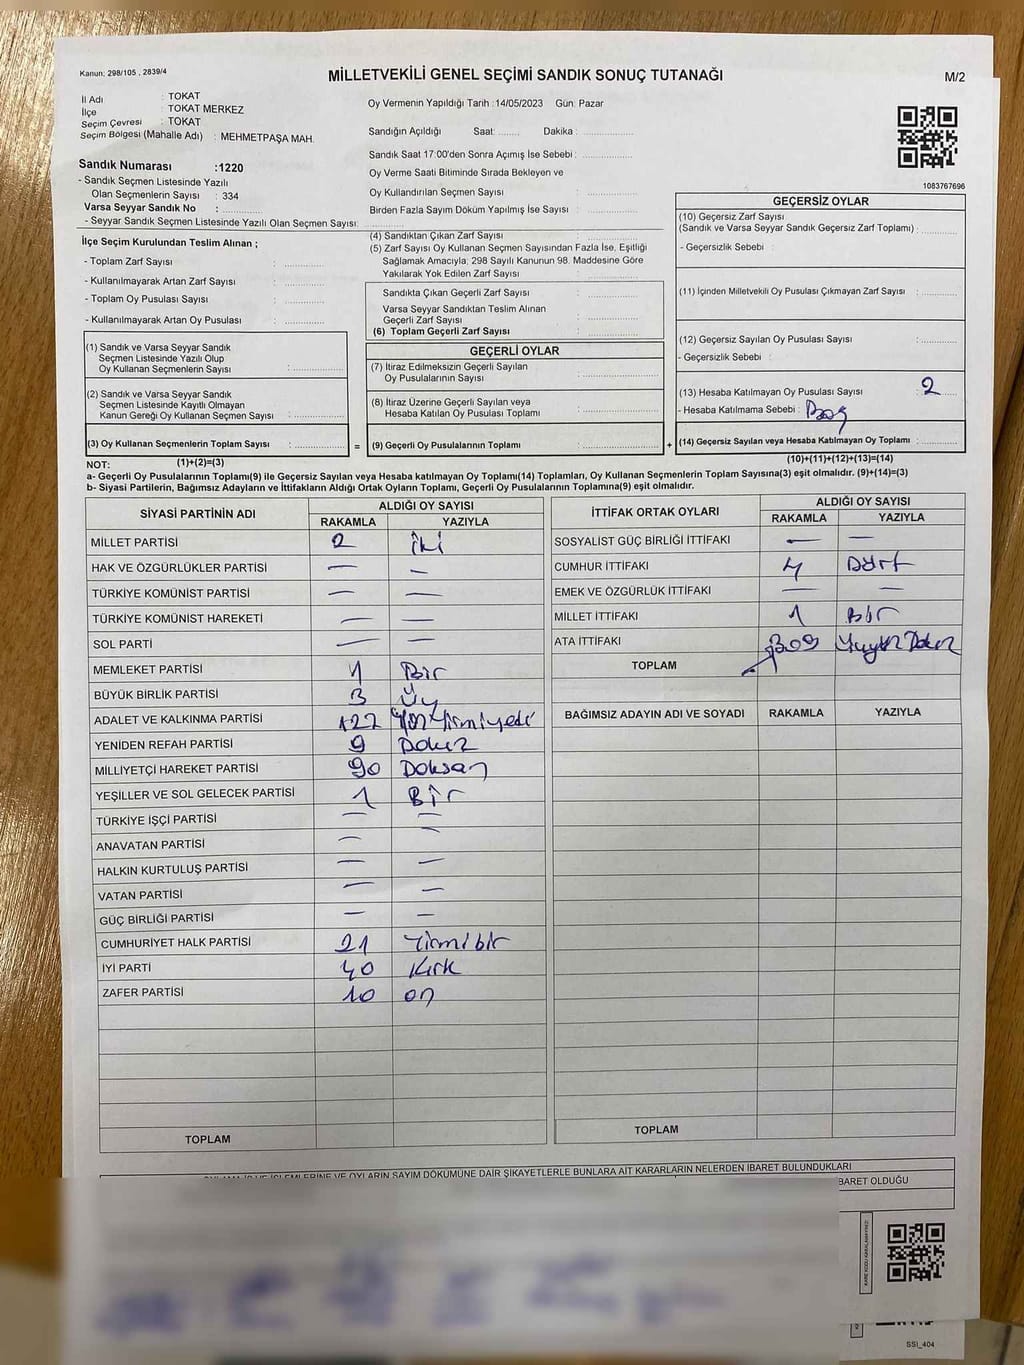 Kanun: 298/105 , 2839/4
MİLLETVEKİLİ GENEL SEÇİMİ SANDIK SONUÇ TUTANAĞI
M/2
İl Adı : TOKAT
İlçe : TOKAT MERKEZ
Seçim Çevresi : TOKAT
Seçim Bölgesi (Mahalle Adı) : MEHMETPAŞA MAH.
Sandık Numarası :1220
- Sandık Seçmen Listesinde Yazılı
Olan Seçmenlerin Sayısı : 334
Varsa Seyyar Sandık No : ............
- Seyyar Sandık Seçmen Listesinde Yazılı Olan Seçmen Sayısı: ............
Oy Vermenin Yapıldığı Tarih :14/05/2023 Gün: Pazar
Sandığın Açıldığı Saat: ........ Dakika : ................
Sandık Saat 17:00'den Sonra Açımış İse Sebebi : ................
Oy Verme Saati Bitiminde Sırada Bekleyen ve
Oy Kullandırılan Seçmen Sayısı : ................
Birden Fazla Sayım Döküm Yapılmış İse Sayısı : ................
1083767696
İlçe Seçim Kurulundan Teslim Alınan ;
- Toplam Zarf Sayısı : ............
- Kullanılmayarak Artan Zarf Sayısı : ............
- Toplam Oy Pusulası Sayısı : ............
- Kullanılmayarak Artan Oy Pusulası : ............
(4) Sandıktan Çıkan Zarf Sayısı : ................
(5) Zarf Sayısı Oy Kullanan Seçmen Sayısından Fazla İse, Eşitliği
Sağlamak Amacıyla; 298 Sayılı Kanunun 98. Maddesine Göre
Yakılarak Yok Edilen Zarf Sayısı : ................
Sandıkta Çıkan Geçerli Zarf Sayısı : ................
Varsa Seyyar Sandıktan Teslim Alınan
Geçerli Zarf Sayısı : ................
(6) Toplam Geçerli Zarf Sayısı : ................
GEÇERSİZ OYLAR
(10) Geçersiz Zarf Sayısı
(Sandık ve Varsa Seyyar Sandık Geçersiz Zarf Toplamı) : ............
- Geçersizlik Sebebi :
(11) İçinden Milletvekili Oy Pusulası Çıkmayan Zarf Sayısı : ............
(12) Geçersiz Sayılan Oy Pusulası Sayısı : ............
- Geçersizlik Sebebi :
(13) Hesaba Katılmayan Oy Pusulası Sayısı : 2
- Hesaba Katılmama Sebebi : Boş
(14) Geçersiz Sayılan veya Hesaba Katılmayan Oy Toplamı : ............
(10)+(11)+(12)+(13)=(14)
(1) Sandık ve Varsa Seyyar Sandık
Seçmen Listesinde Yazılı Olup
Oy Kullanan Seçmenlerin Sayısı : ............
(2) Sandık ve Varsa Seyyar Sandık
Seçmen Listesinde Kayıtlı Olmayan
Kanun Gereği Oy Kullanan Seçmen Sayısı : ............
(3) Oy Kullanan Seçmenlerin Toplam Sayısı : ............ =
(1)+(2)=(3)
GEÇERLİ OYLAR
(7) İtiraz Edilmeksizin Geçerli Sayılan
Oy Pusulalarının Sayısı : ................
(8) İtiraz Üzerine Geçerli Sayılan veya
Hesaba Katılan Oy Pusulası Toplamı : ................
(9) Geçerli Oy Pusulalarının Toplamı : ................ +
NOT:
a- Geçerli Oy Pusulalarının Toplamı(9) ile Geçersiz Sayılan veya Hesaba katılmayan Oy Toplamı(14) Toplamları, Oy Kullanan Seçmenlerin Toplam Sayısına(3) eşit olmalıdır. (9)+(14)=(3)
b- Siyasi Partilerin, Bağımsız Adayların ve İttifakların Aldığı Ortak Oyların Toplamı, Geçerli Oy Pusulalarının Toplamına(9) eşit olmalıdır.
SİYASİ PARTİNİN ADI ALDIĞI OY SAYISI
RAKAMLA YAZIYLA
MİLLET PARTİSİ 2 iki
HAK VE ÖZGÜRLÜKLER PARTİSİ — —
TÜRKİYE KOMÜNİST PARTİSİ — —
TÜRKİYE KOMÜNİST HAREKETİ — —
SOL PARTİ — —
MEMLEKET PARTİSİ 1 Bir
BÜYÜK BİRLİK PARTİSİ 3 Üç
ADALET VE KALKINMA PARTİSİ 127 Yüz Yirmiyedi
YENİDEN REFAH PARTİSİ 9 Dokuz
MİLLİYETÇİ HAREKET PARTİSİ 90 Doksan
YEŞİLLER VE SOL GELECEK PARTİSİ 1 Bir
TÜRKİYE İŞÇİ PARTİSİ — —
ANAVATAN PARTİSİ — —
HALKIN KURTULUŞ PARTİSİ — —
VATAN PARTİSİ — —
GÜÇ BİRLİĞİ PARTİSİ — —
CUMHURİYET HALK PARTİSİ 21 Yirmibir
İYİ PARTİ 40 Kırk
ZAFER PARTİSİ 10 on
TOPLAM
İTTİFAK ORTAK OYLARI ALDIĞI OY SAYISI
RAKAMLA YAZIYLA
SOSYALİST GÜÇ BİRLİĞİ İTTİFAKI — —
CUMHUR İTTİFAKI 4 Dört
EMEK VE ÖZGÜRLÜK İTTİFAKI — —
MİLLET İTTİFAKI 1 Bir
ATA İTTİFAKI
TOPLAM 309
BAĞIMSIZ ADAYIN ADI VE SOYADI RAKAMLA YAZIYLA
TOPLAM
SAYIM DÖKÜMÜNE DAİR ŞİKAYETLERLE BUNLARA AİT KARARLARIN NELERDEN İBARET BULUNDUKLARI
BARET OLDUĞU
SSİ_404